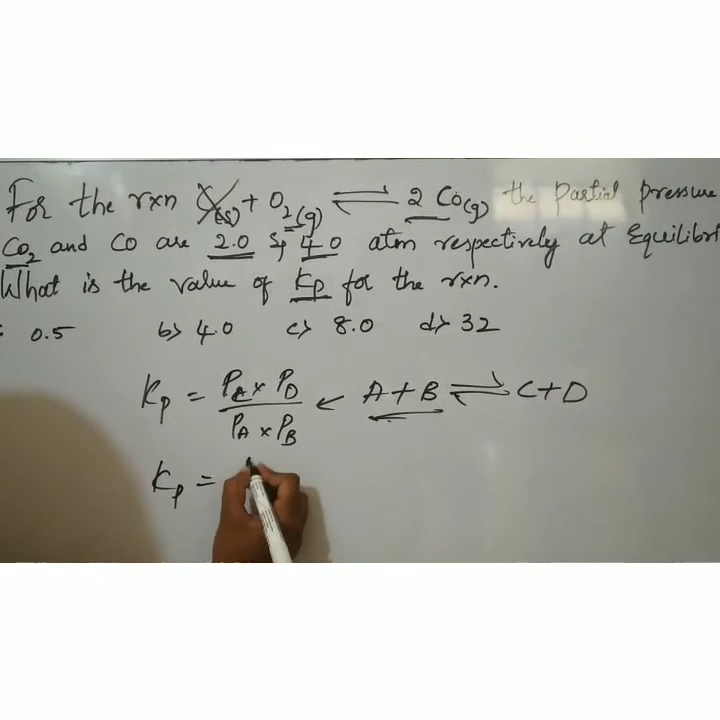 For the rxn X(s) + O2(g) ⇌ 2 CO(g) the Partial pressure
CO2 and CO are 2.0 & 4.0 atm respectively at Equilibri
What is the value of Kp for the rxn.
0.5 b> 4.0 c> 8.0 d> 32
Kp = Pc x PD / PA x PB ← A + B ⇌ C + D
Kp =